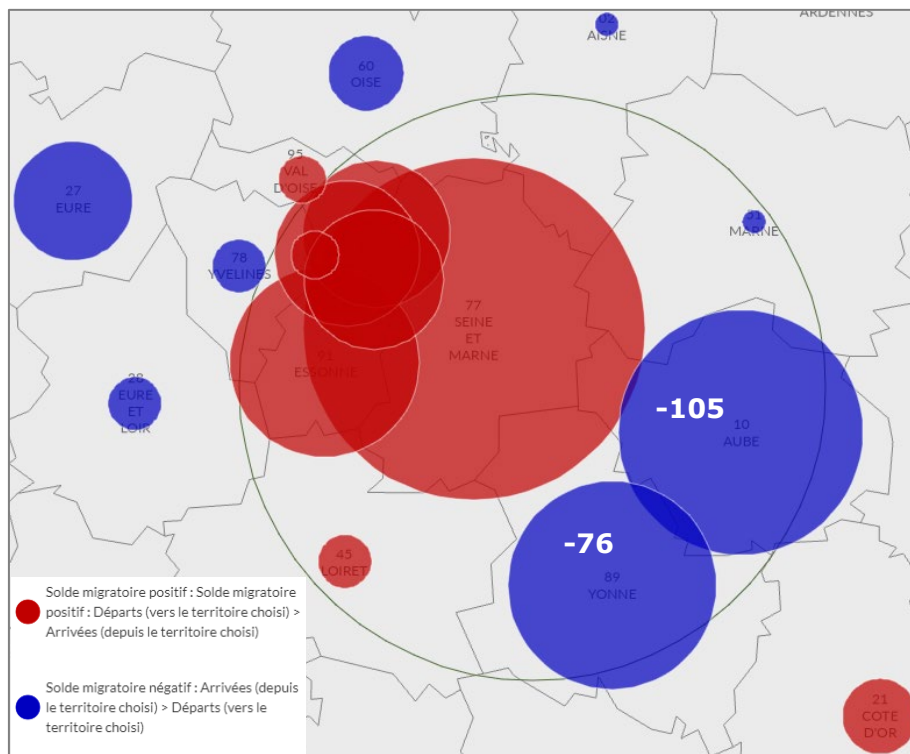 ARDENNES
02
AISNE
60
OISE
95
VAL
D'OISE
27
EURE
51
MARNE
78
YVELINES
77
SEINE
ET
MARNE
91
ESSONNE
28
EURE
ET
LOIR
-105
10
AUBE
-76
89
YONNE
45
LOIRET
Solde migratoire positif : Solde migratoire
positif : Départs (vers le territoire choisi) >
Arrivées (depuis le territoire choisi)
Solde migratoire négatif : Arrivées (depuis
le territoire choisi) > Départs (vers le
territoire choisi)
21
COTE
D'OR